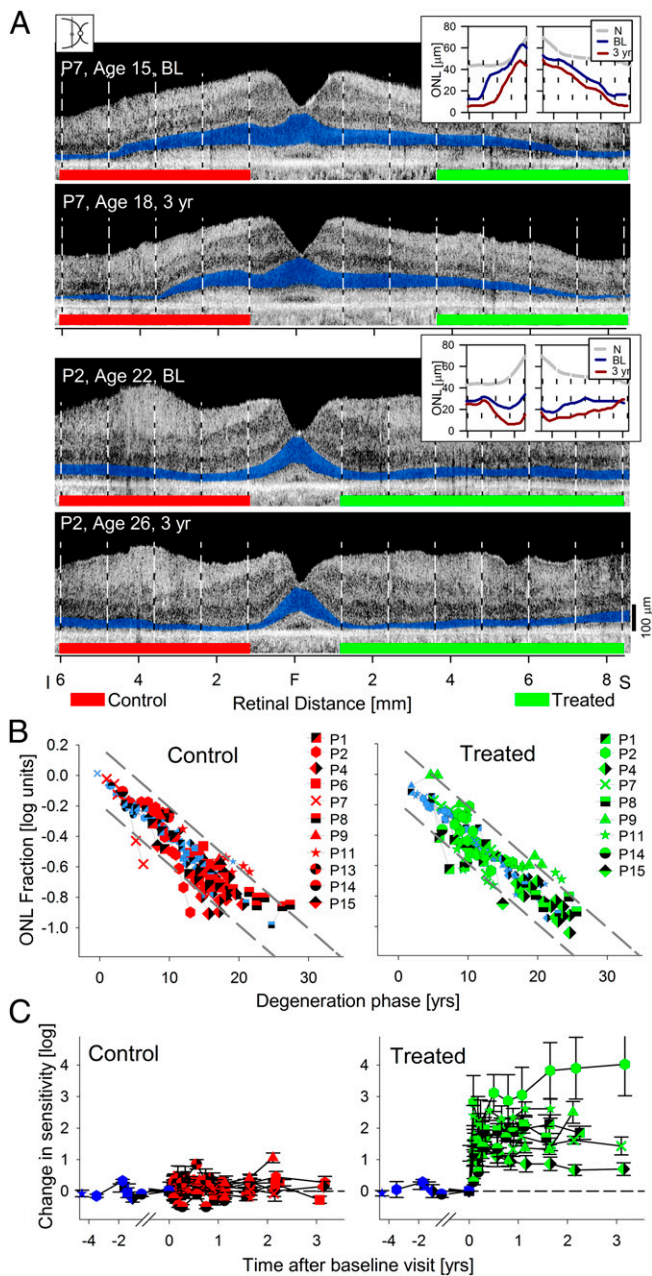 A
P7, Age 15, BL
ONL [µm]
80
60
40
20
0
N
BL
3 yr
P7, Age 18, 3 yr
P2, Age 22, BL
ONL [µm]
80
60
40
20
0
N
BL
3 yr
P2, Age 26, 3 yr
100 µm
I 6 4 2 F 2 4 6 8 S
Control Retinal Distance [mm] Treated
B
Control
Treated
ONL Fraction [log units]
0.2
0.0
-0.2
-0.4
-0.6
-0.8
-1.0
P1
P2
P4
P6
P7
P8
P9
P11
P13
P14
P15
P1
P2
P4
P7
P8
P9
P11
P14
P15
0 10 20 30 0 10 20 30
Degeneration phase [yrs]
C
Control
Treated
Change in sensitivity [log]
4
3
2
1
0
4
3
2
1
0
-4 -2 0 1 2 3 -4 -2 0 1 2 3
Time after baseline visit [yrs]